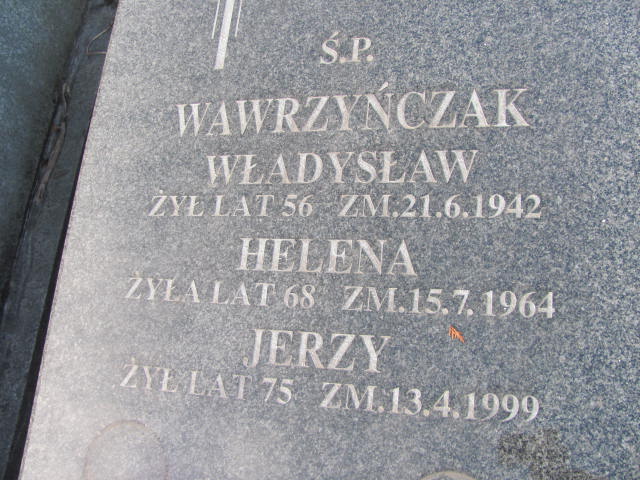 Ś.P.
WAWRZYŃCZAK
WŁADYSŁAW
ŻYŁ LAT 56 ZM.21.6.1942
HELENA
ŻYŁA LAT 68 ZM.15.7.1964
JERZY
ŻYŁ LAT 75 ZM.13.4.1999